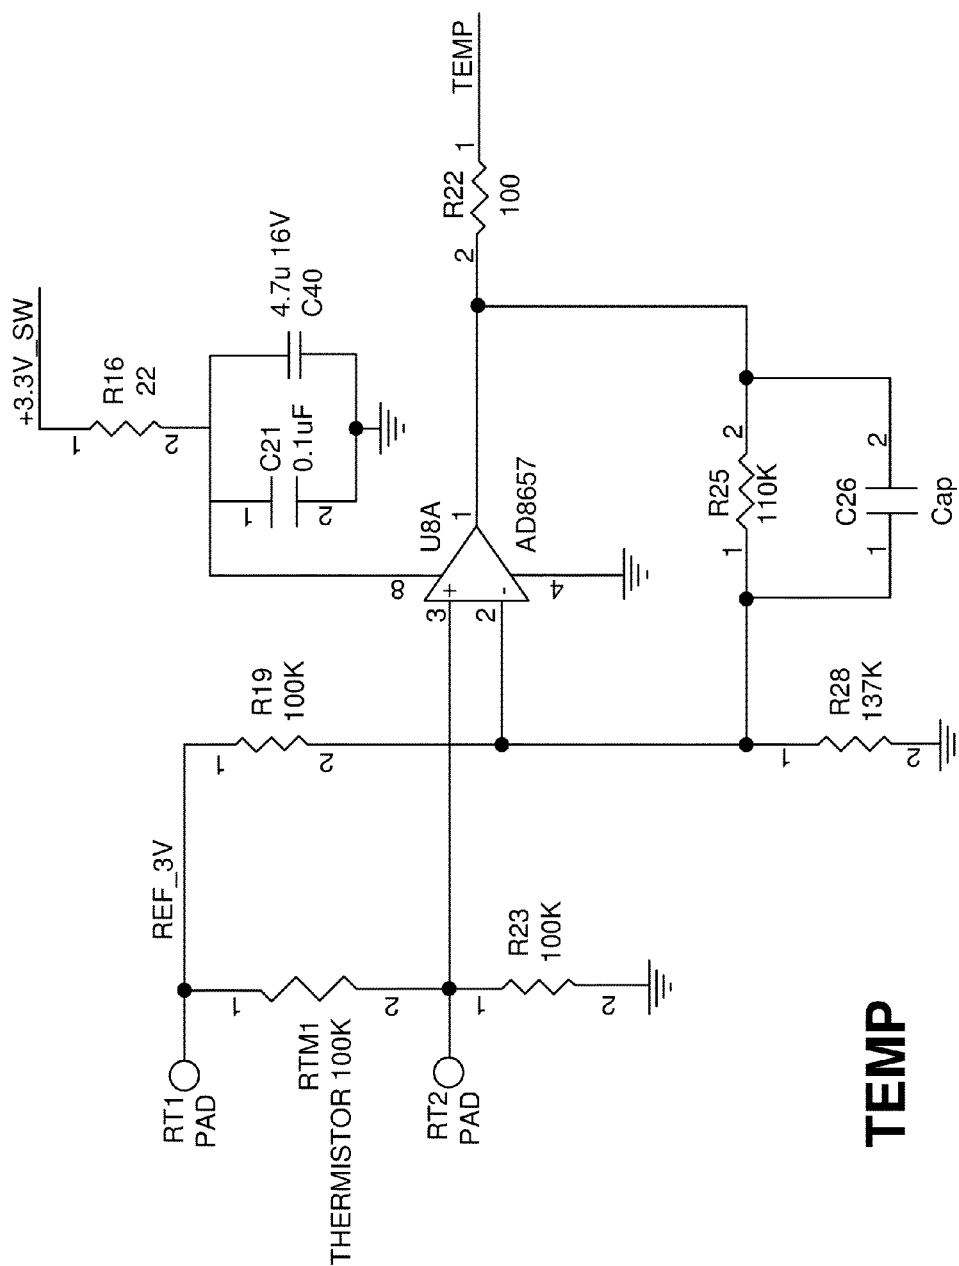 +3.3V_SW
1
R16
22
2
4.7u 16V
C40
C21
0.1uF
1
2
TEMP
1
R22
100
2
U8A
1
AD8657
8
3
+
2
-
4
REF_3V
1
R19
100K
2
RT1
PAD
1
RTM1
THERMISTOR 100K
2
RT2
PAD
1
R23
100K
2
1
R25
110K
2
1
C26
Cap
2
1
R28
137K
2
TEMP